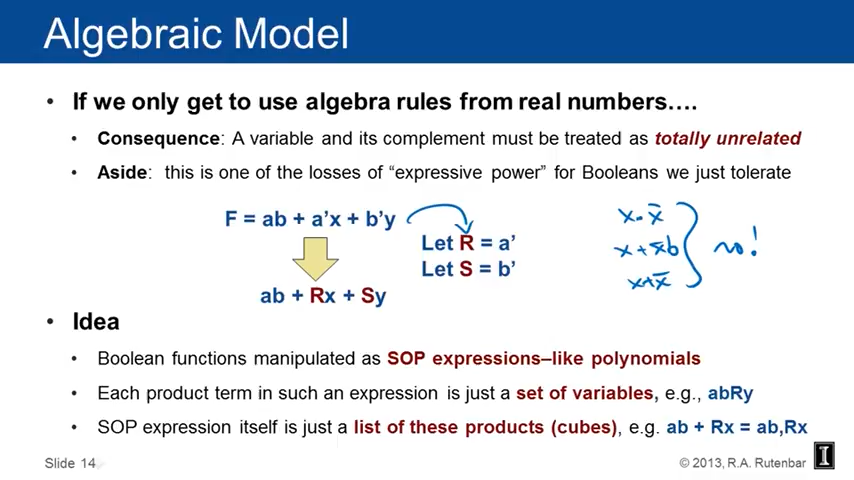 Algebraic Model
• If we only get to use algebra rules from real numbers….
• Consequence: A variable and its complement must be treated as totally unrelated
• Aside: this is one of the losses of “expressive power” for Booleans we just tolerate
F = ab + a’x + b’y
Let R = a’
Let S = b’
ab + Rx + Sy
x·x̄
x+x̄b
x+x̄
no!
• Idea
• Boolean functions manipulated as SOP expressions–like polynomials
• Each product term in such an expression is just a set of variables, e.g., abRy
• SOP expression itself is just a list of these products (cubes), e.g. ab + Rx = ab,Rx
Slide 14
© 2013, R.A. Rutenbar
I